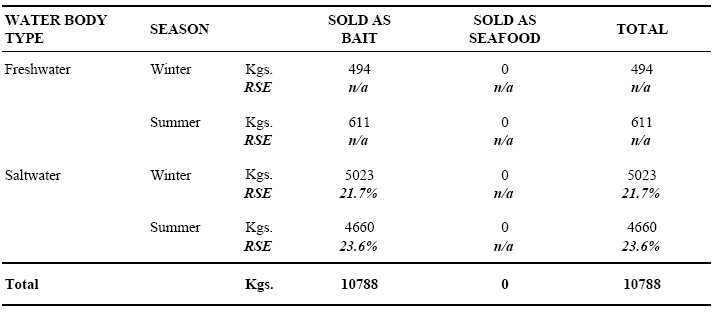 WATER BODY TYPE SEASON SOLD AS BAIT SOLD AS SEAFOOD TOTAL
Freshwater Winter Kgs. 494 0 494
RSE n/a n/a n/a
Summer Kgs. 611 0 611
RSE n/a n/a n/a
Saltwater Winter Kgs. 5023 0 5023
RSE 21.7% n/a 21.7%
Summer Kgs. 4660 0 4660
RSE 23.6% n/a 23.6%
Total Kgs. 10788 0 10788